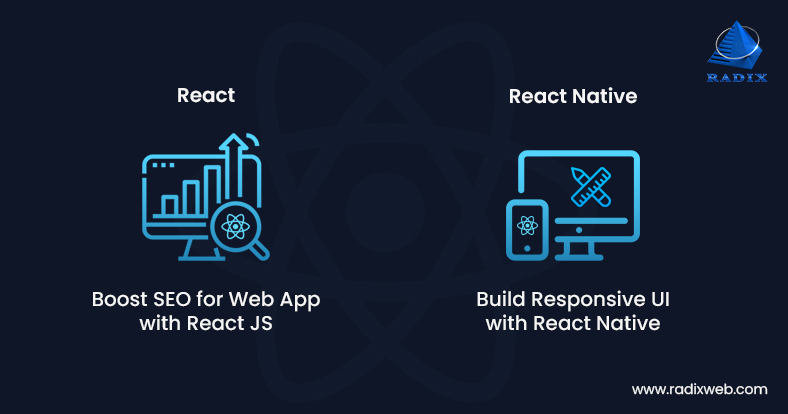 RADIX
React
React Native
Boost SEO for Web App
with React JS
Build Responsive UI
with React Native
www.radixweb.com